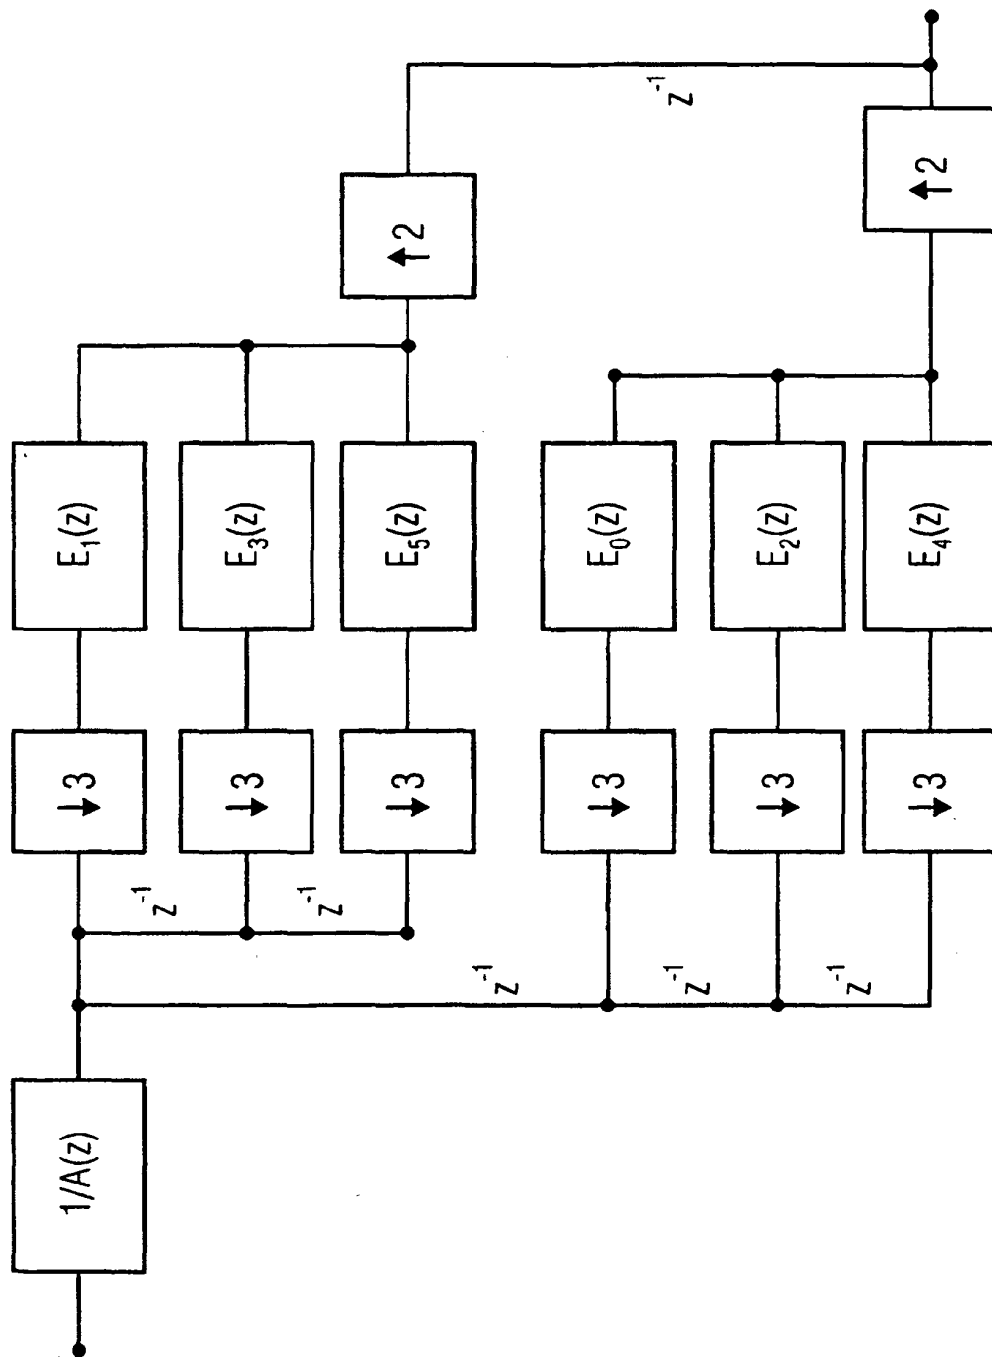 1/A(z)
↓3
E₁(z)
z⁻¹
↓3
E₃(z)
z⁻¹
↓3
E₅(z)
↑2
z⁻¹
↓3
E₀(z)
z⁻¹
z⁻¹
↓3
E₂(z)
z⁻¹
↓3
E₄(z)
↑2